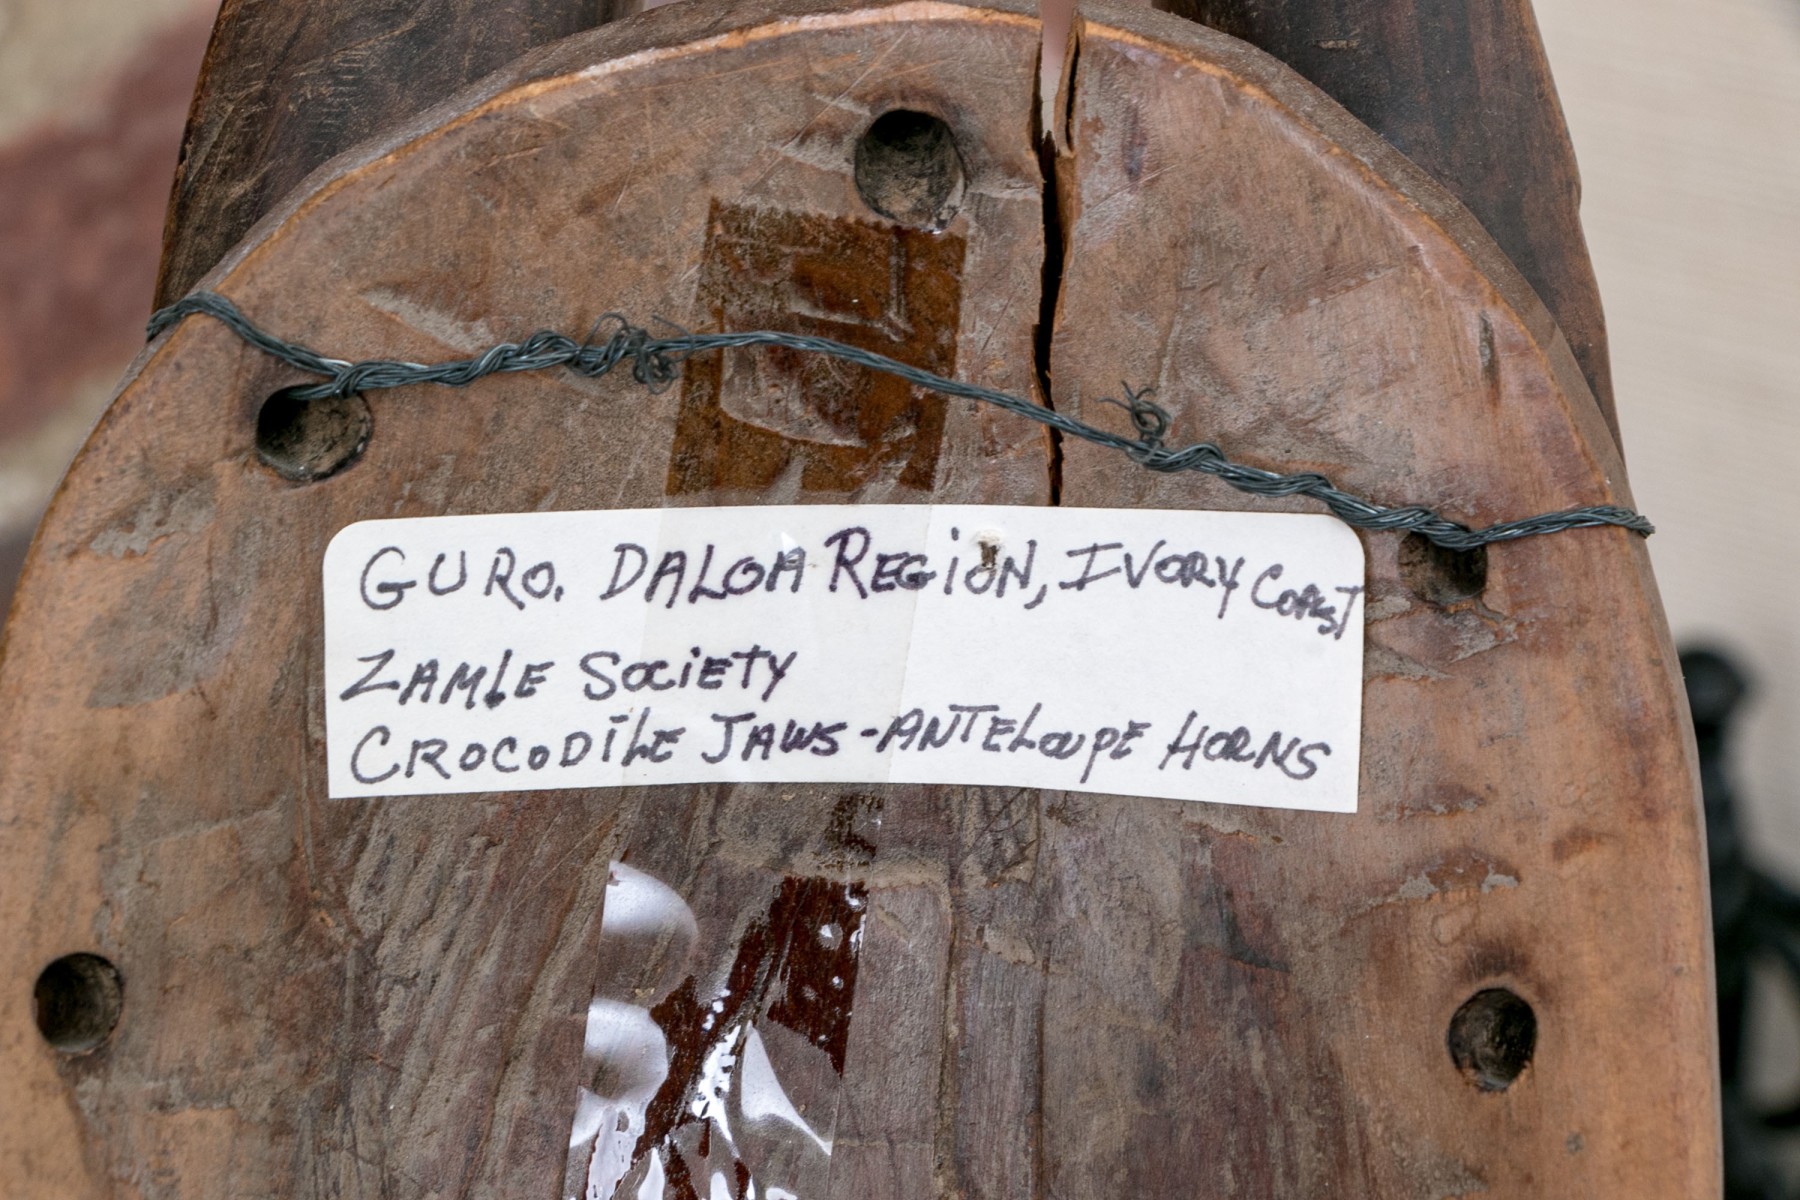 GURO. DALOA REGION, IVORY COAST
ZAMLE SOCIETY
CROCODILE JAWS - ANTELOUPE HORNS